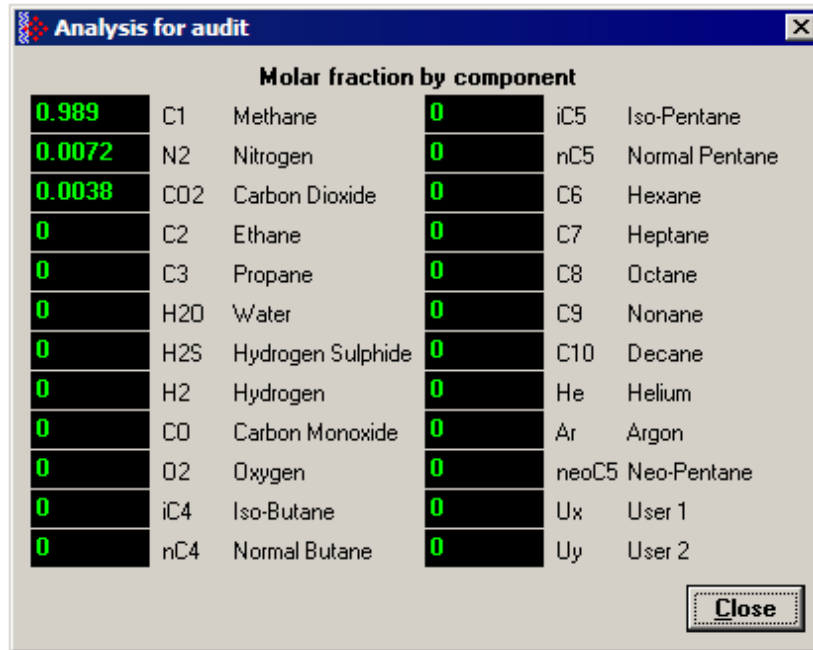 Analysis for audit
Molar fraction by component
0.989 C1 Methane 0 iC5 Iso-Pentane
0.0072 N2 Nitrogen 0 nC5 Normal Pentane
0.0038 CO2 Carbon Dioxide 0 C6 Hexane
0 C2 Ethane 0 C7 Heptane
0 C3 Propane 0 C8 Octane
0 H2O Water 0 C9 Nonane
0 H2S Hydrogen Sulphide 0 C10 Decane
0 H2 Hydrogen 0 He Helium
0 CO Carbon Monoxide 0 Ar Argon
0 O2 Oxygen 0 neoC5 Neo-Pentane
0 iC4 Iso-Butane 0 Ux User 1
0 nC4 Normal Butane 0 Uy User 2
Close